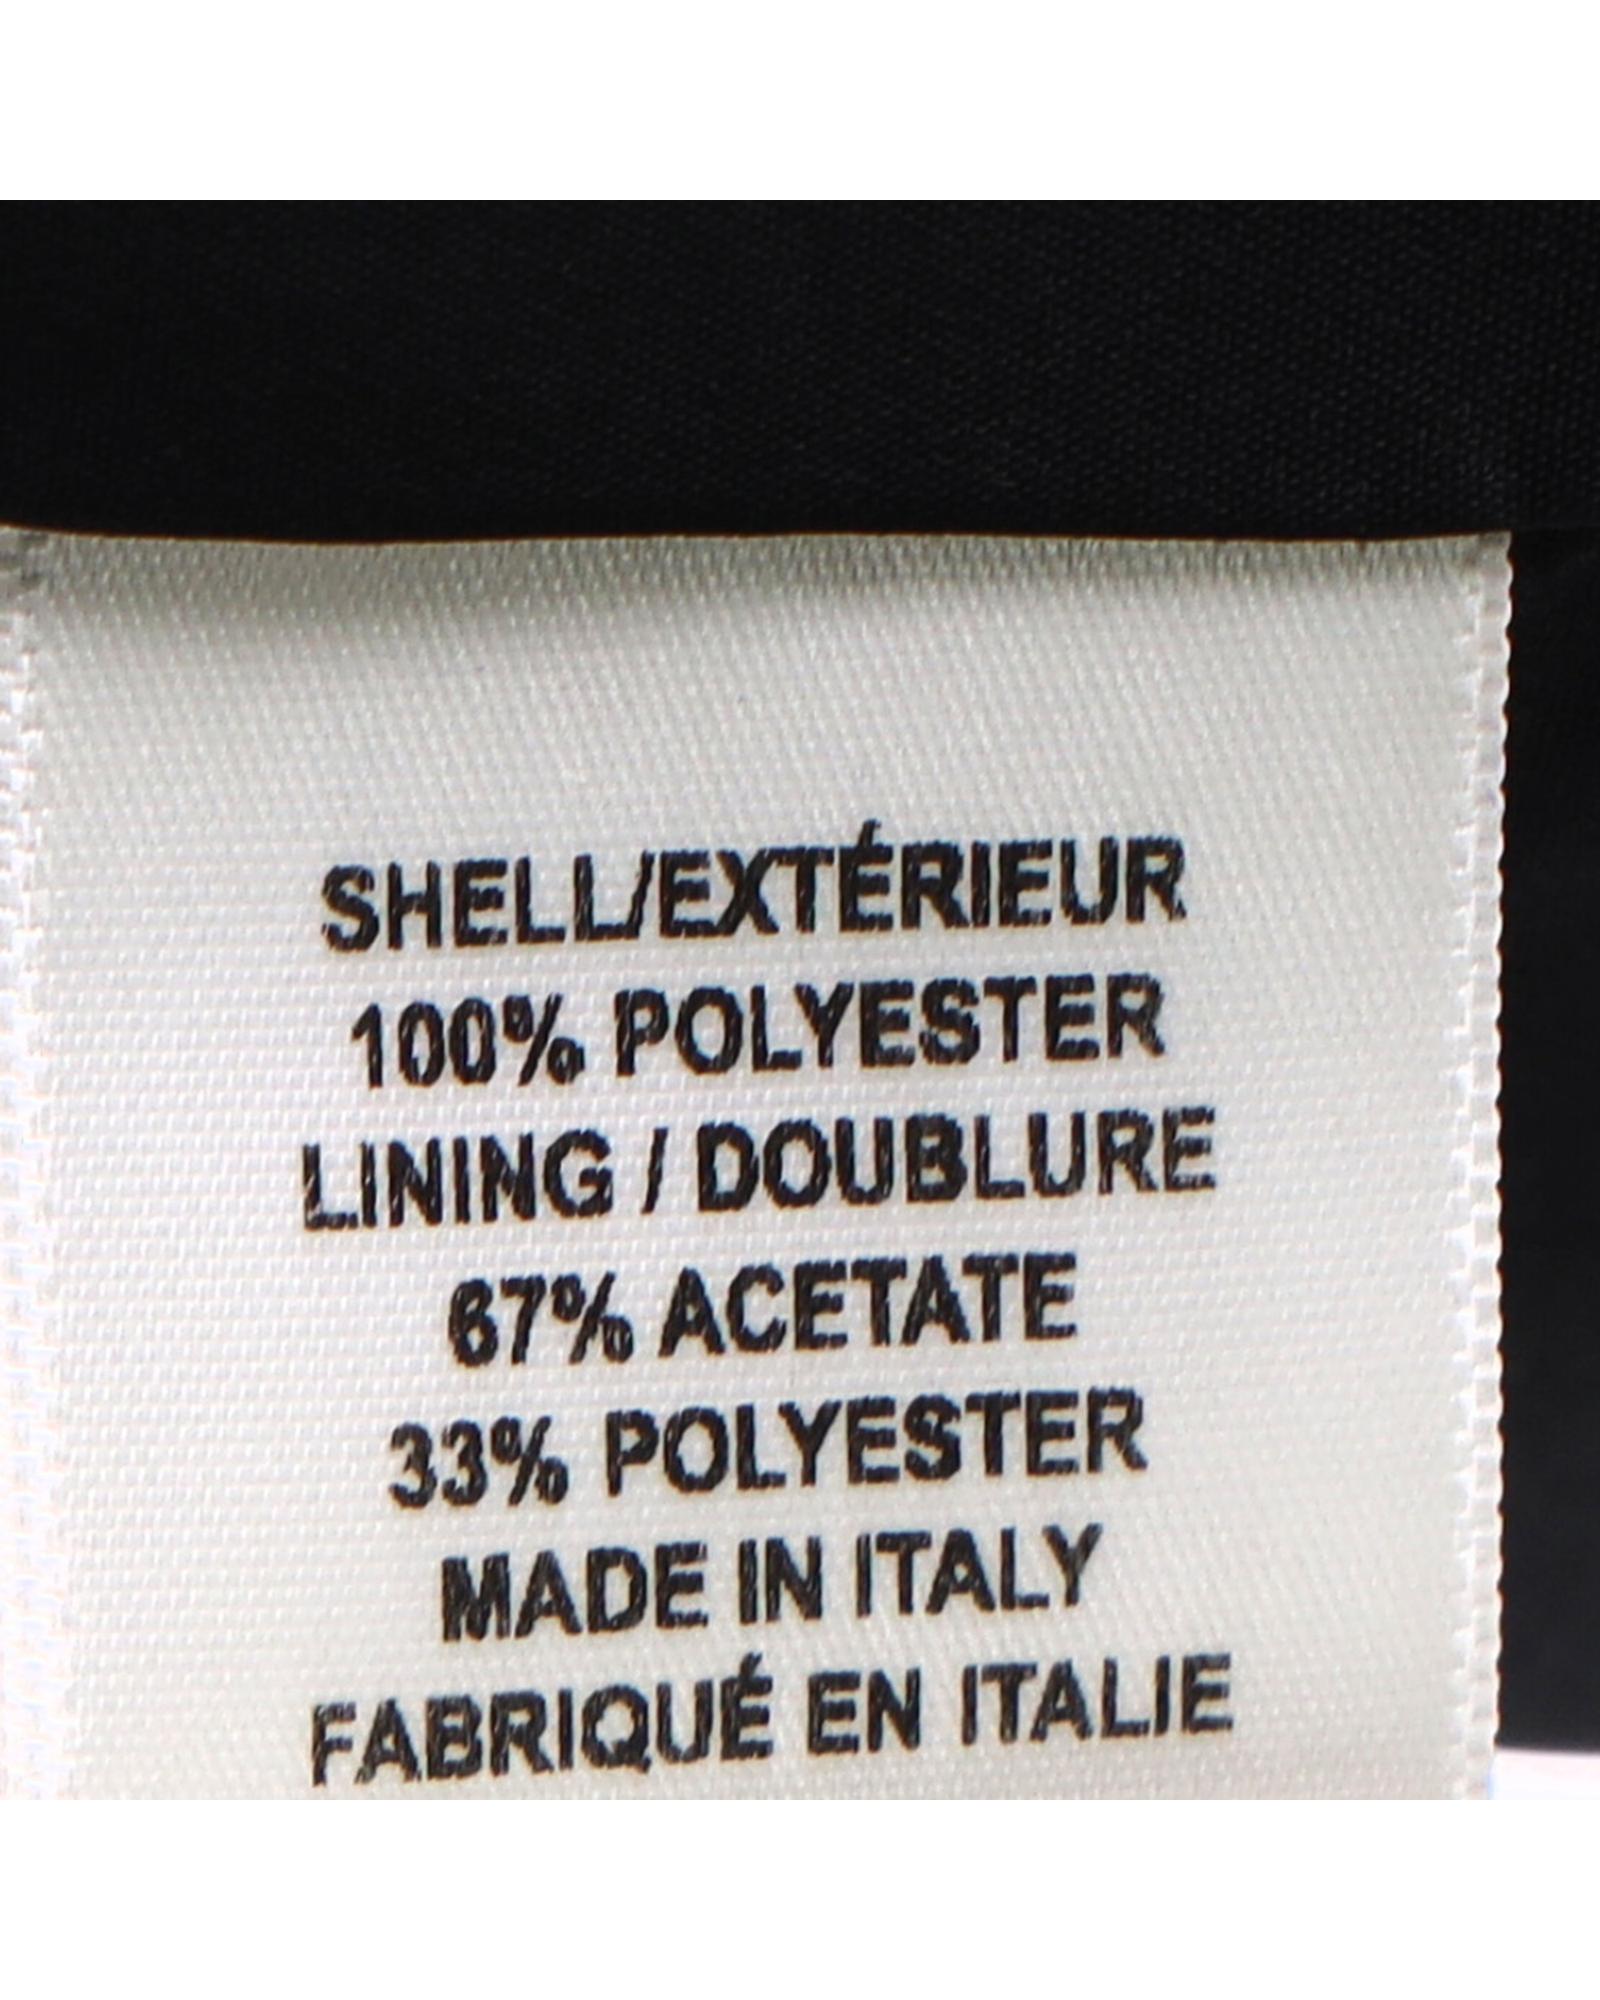 SHELL/EXTÉRIEUR
100% POLYESTER
LINING / DOUBLURE
67% ACETATE
33% POLYESTER
MADE IN ITALY
FABRIQUÉ EN ITALIE